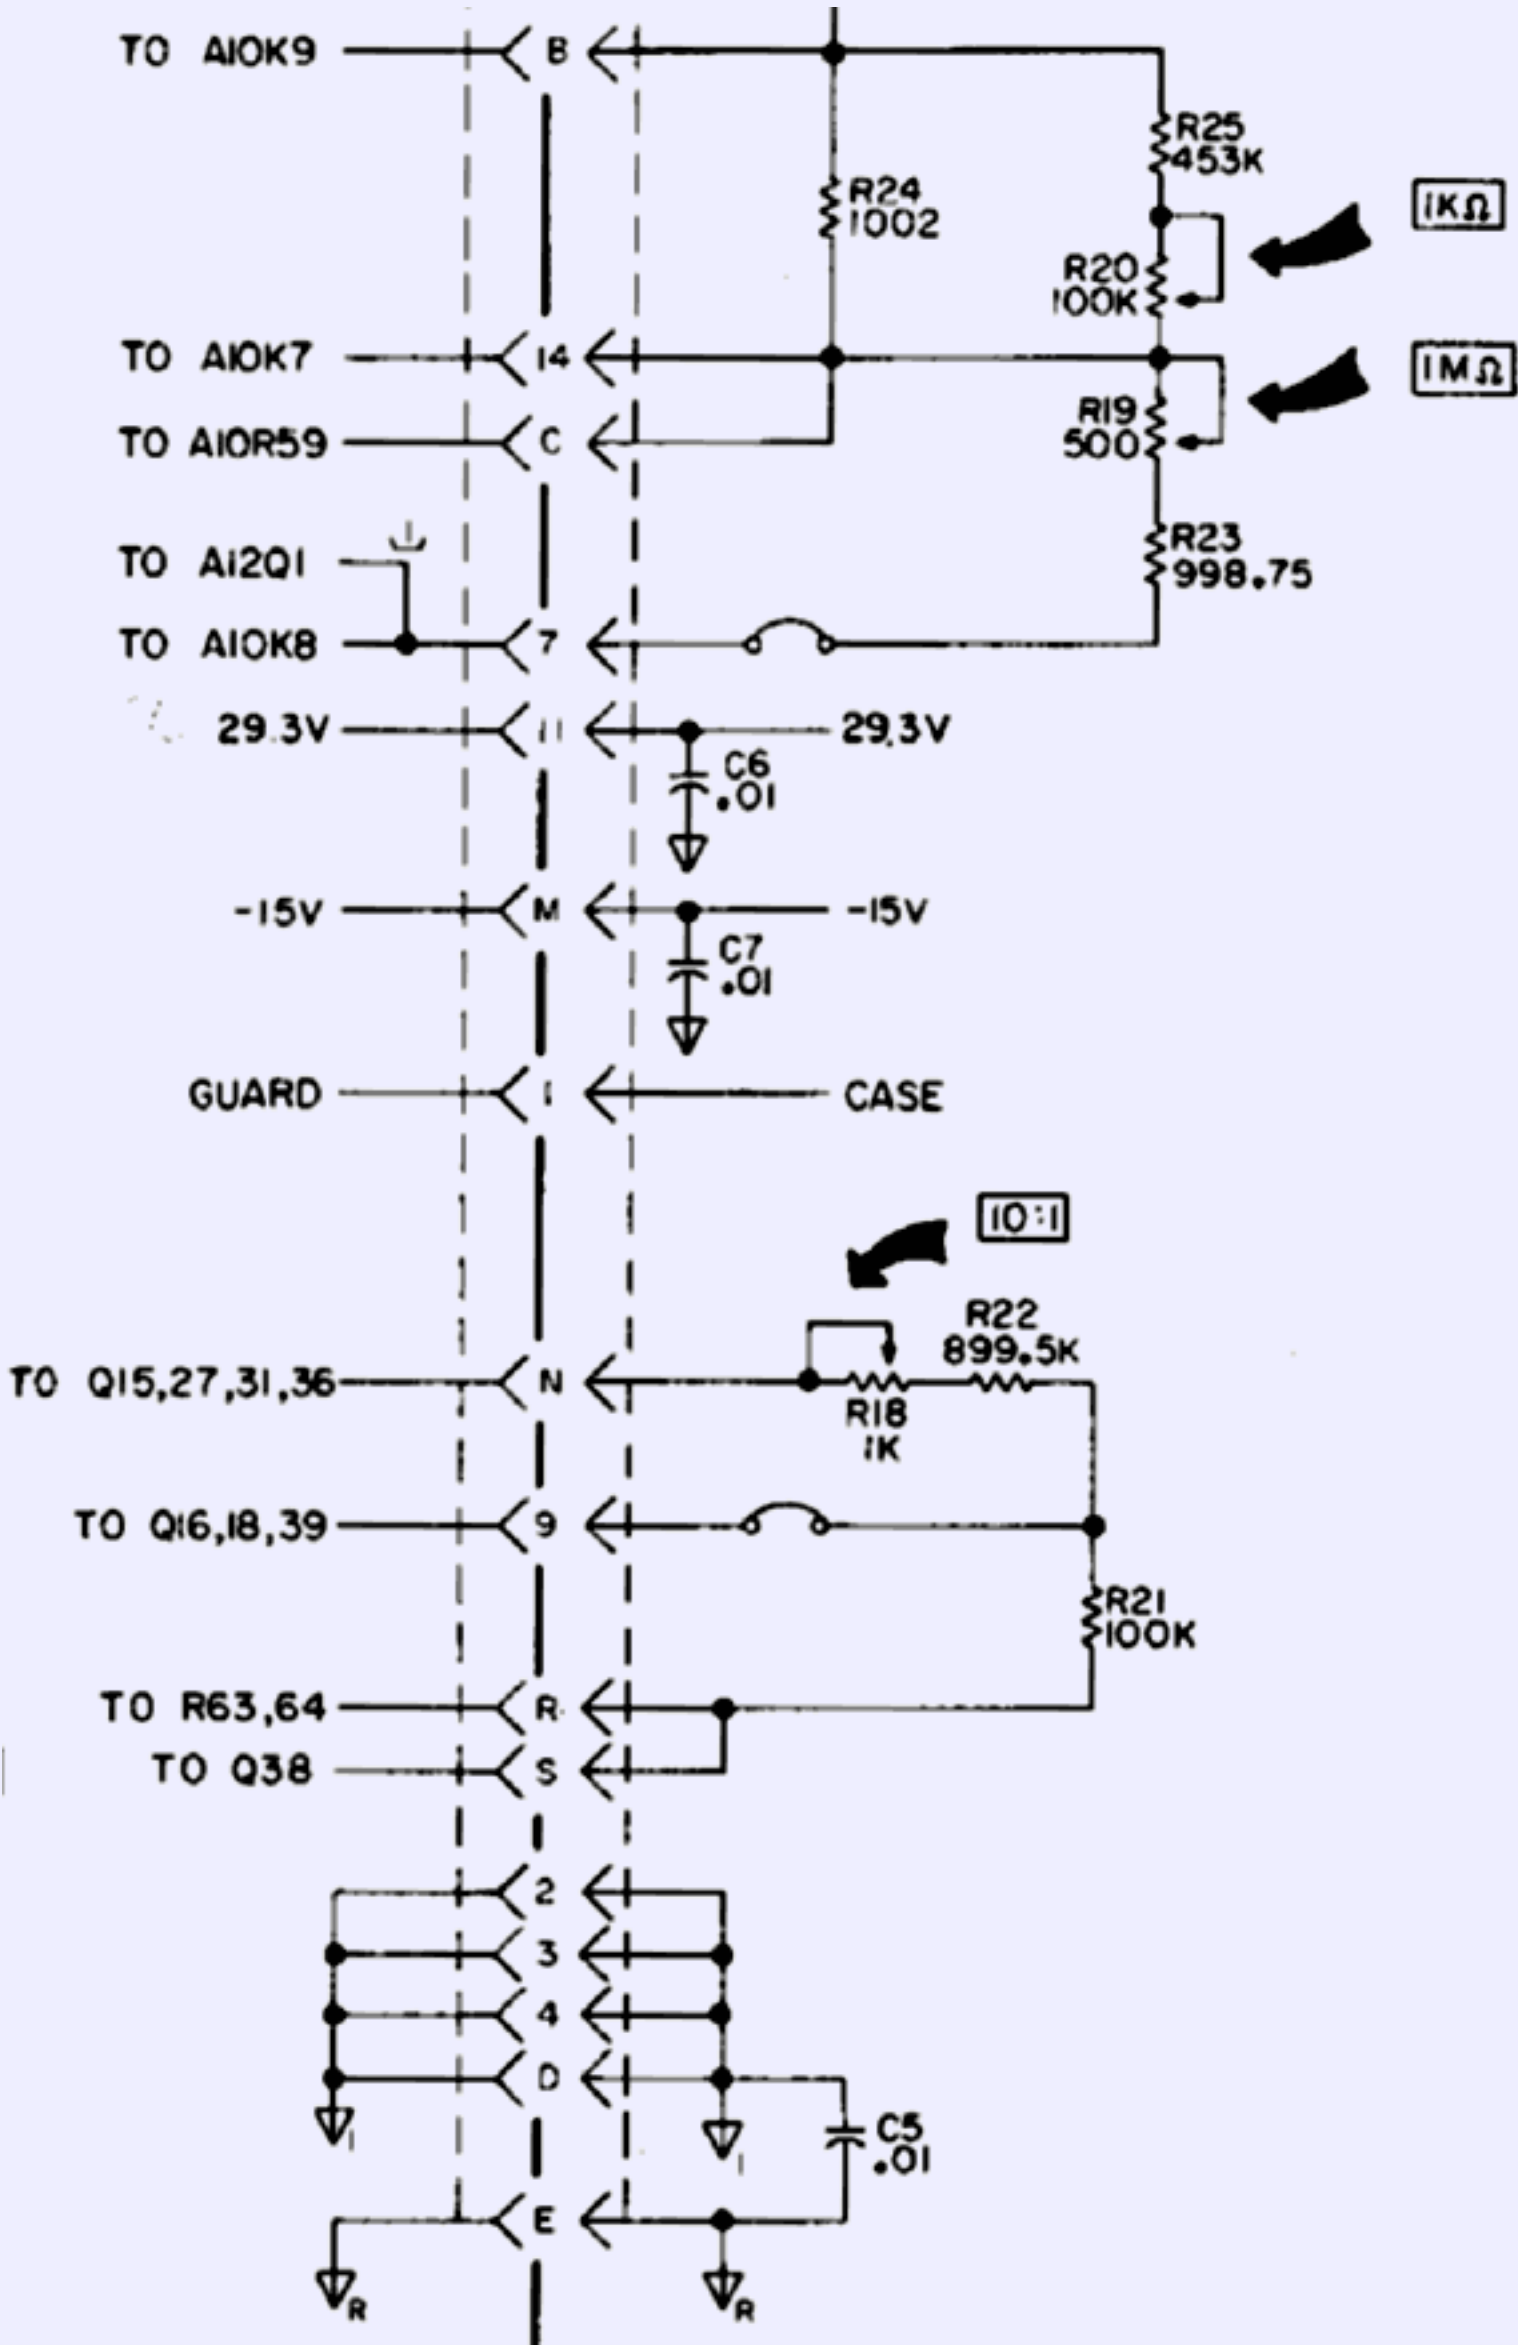 TO A10K9
B
R25
453K
R24
1002
1KΩ
R20
100K
TO A10K7
14
1MΩ
R19
500
TO A10R59
C
TO A12Q1
R23
998.75
TO A10K8
7
29.3V
11
29.3V
C6
.01
-15V
M
-15V
C7
.01
GUARD
1
CASE
10:1
R22
899.5K
TO Q15,27,31,36
N
R18
1K
TO Q16,18,39
9
R21
100K
TO R63,64
R
TO Q38
S
2
3
4
D
1
1
C5
.01
E
R
R